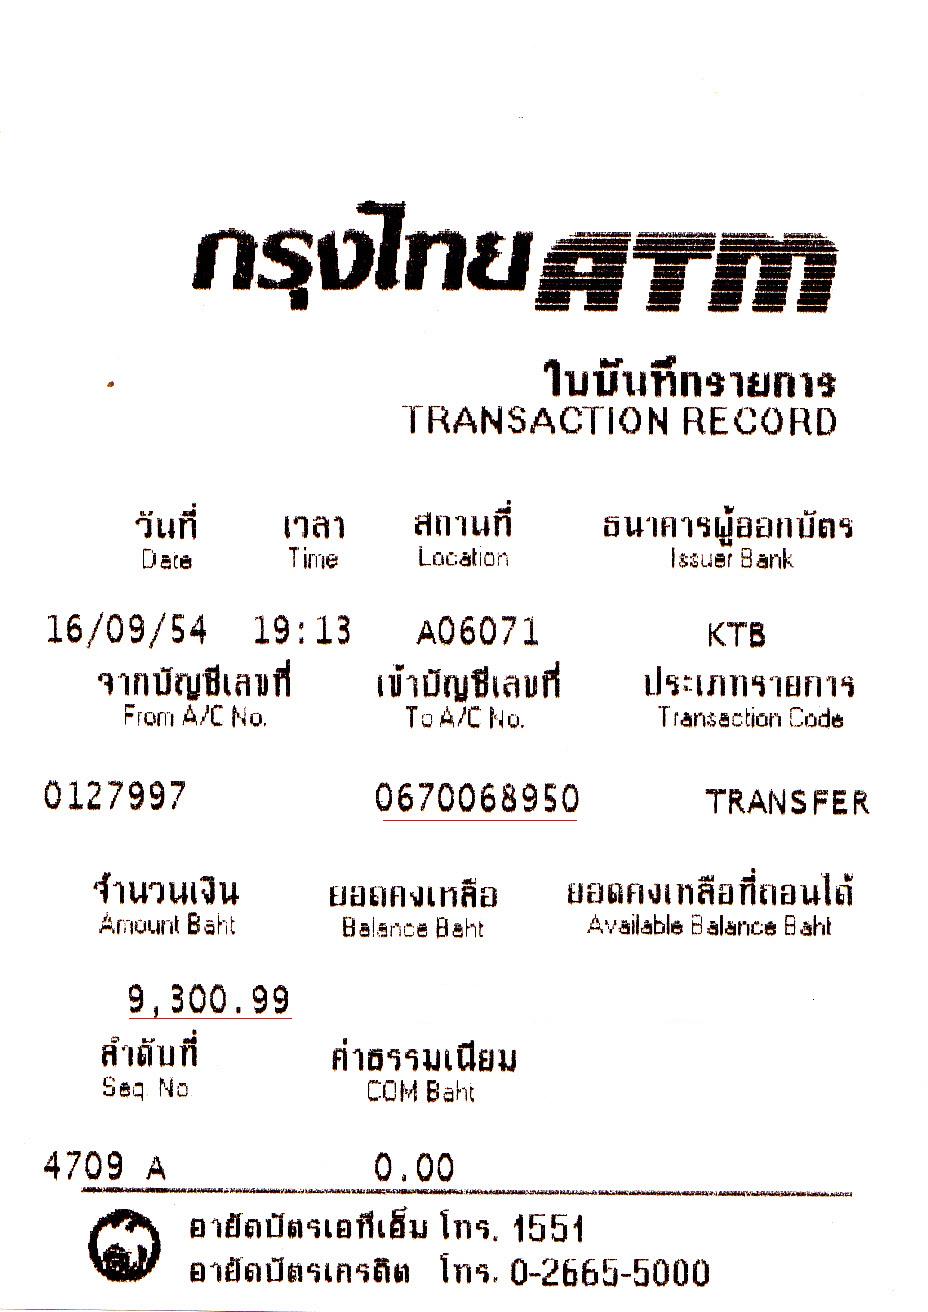 กรุงไทย ATM
ใบบันทึกรายการ
TRANSACTION RECORD
วันที่ เวลา สถานที่ ธนาคารผู้ออกบัตร
Date Time Location Issuer Bank
16/09/54 19:13 A06071 KTB
จากบัญชีเลขที่ เข้าบัญชีเลขที่ ประเภทรายการ
From A/C No. To A/C No. Transaction Code
0127997 0670068950 TRANSFER
จำนวนเงิน ยอดคงเหลือ ยอดคงเหลือที่ถอนได้
Amount Baht Balance Baht Available Balance Baht
9,300.99
ลำดับที่ ค่าธรรมเนียม
Seq. No COM Baht
4709 A 0.00
อายัดบัตรเอทีเอ็ม โทร. 1551
อายัดบัตรเครดิต โทร. 0-2665-5000